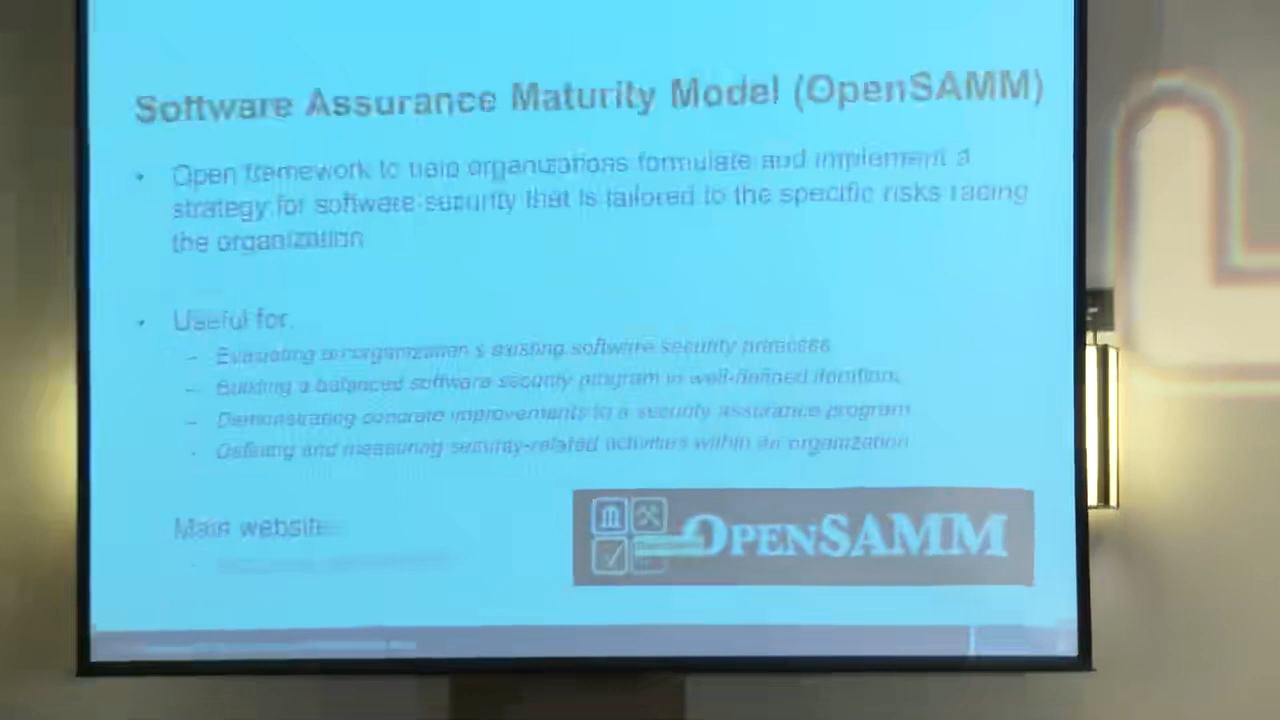 Software Assurance Maturity Model (OpenSAMM)
• Open framework to help organizations formulate and implement a
strategy for software security that is tailored to the specific risks facing
the organization
• Useful for:
– Evaluating an organization's existing software security practices
– Building a balanced software security program in well-defined iterations
– Demonstrating concrete improvements to a security assurance program
– Defining and measuring security-related activities within an organization
Main website:
OPENSAMM